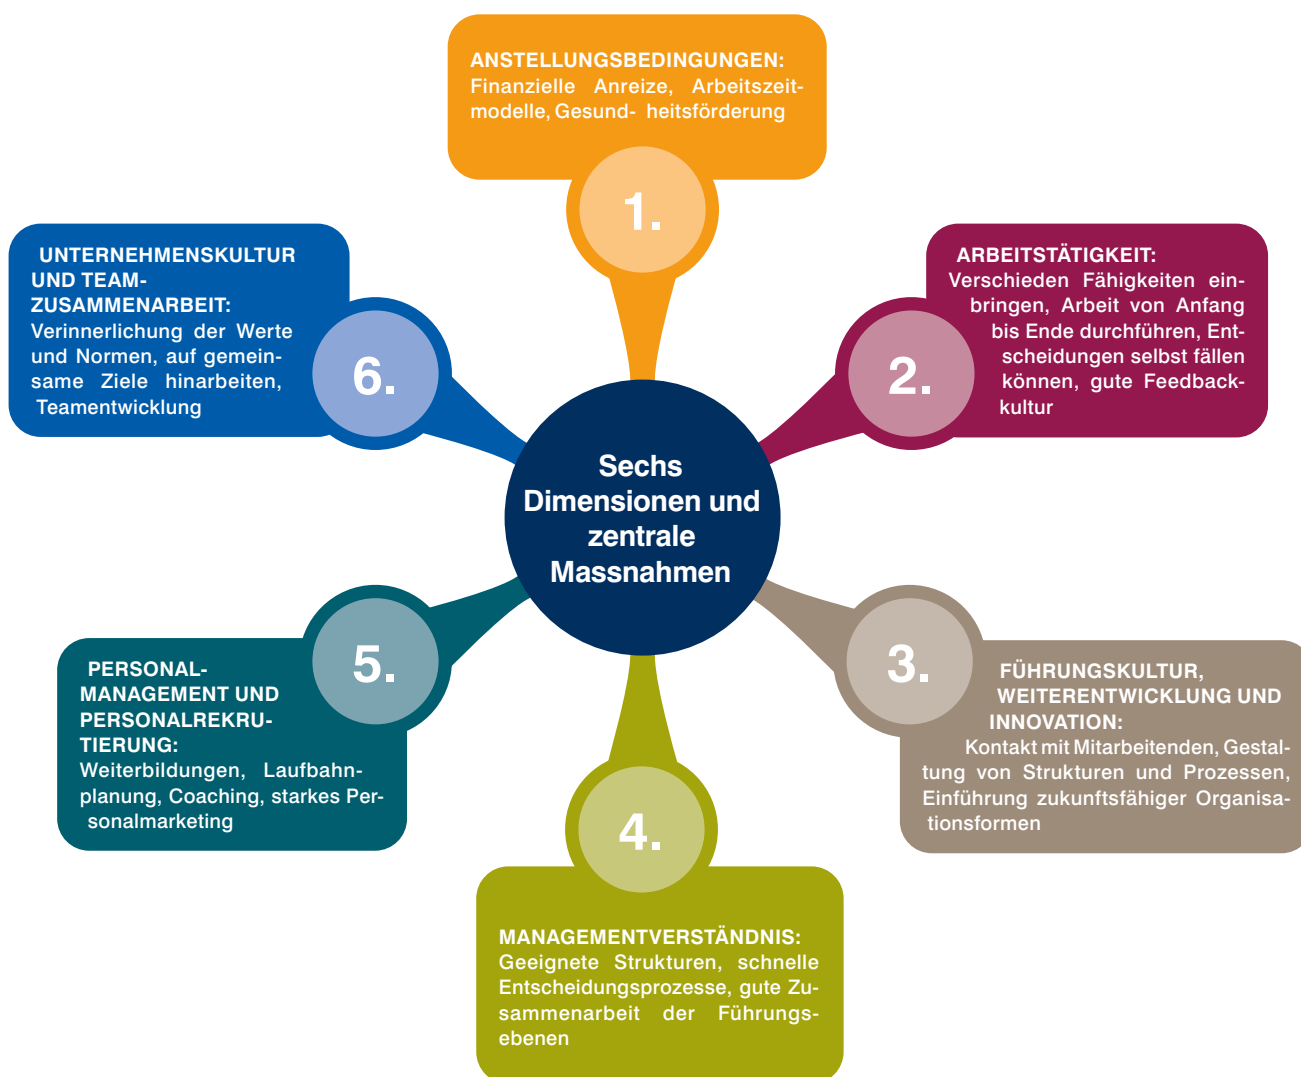 ANSTELLUNGSBEDINGUNGEN:
Finanzielle Anreize, Arbeitszeit-
modelle, Gesund- heitsförderung
1.
ARBEITSTÄTIGKEIT:
Verschieden Fähigkeiten ein-
bringen, Arbeit von Anfang
bis Ende durchführen, Ent-
scheidungen selbst fällen
können, gute Feedback-
kultur
2.
FÜHRUNGSKULTUR,
WEITERENTWICKLUNG UND
INNOVATION:
Kontakt mit Mitarbeitenden, Gestal-
tung von Strukturen und Prozessen,
Einführung zukunftsfähiger Organisa-
tionsformen
3.
MANAGEMENTVERSTÄNDNIS:
Geeignete Strukturen, schnelle
Entscheidungsprozesse, gute Zu-
sammenarbeit der Führungs-
ebenen
4.
PERSONAL-
MANAGEMENT UND
PERSONALREKRU-
TIERUNG:
Weiterbildungen, Laufbahn-
planung, Coaching, starkes Per-
sonalmarketing
5.
UNTERNEHMENSKULTUR
UND TEAM-
ZUSAMMENARBEIT:
Verinnerlichung der Werte
und Normen, auf gemein-
same Ziele hinarbeiten,
Teamentwicklung
6.
Sechs
Dimensionen und
zentrale
Massnahmen